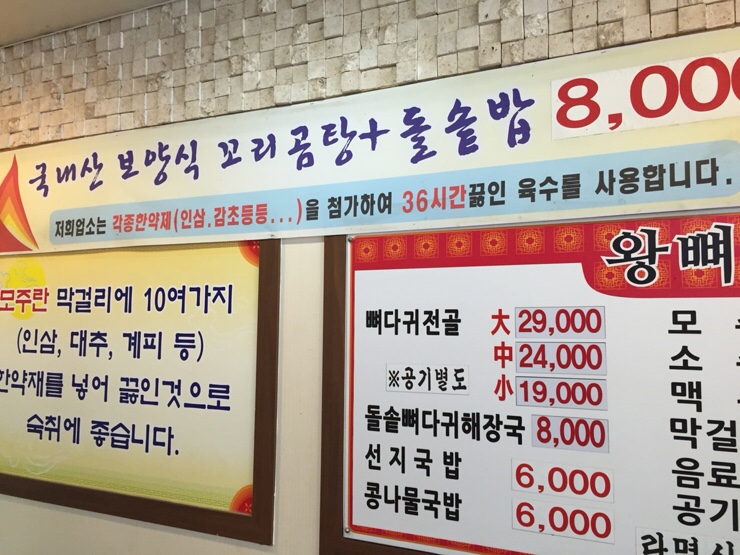 국내산 보양식 꼬리곰탕+돌솥밥 8,000
저희업소는 각종한약제(인삼.감초등등...)을 첨가하여 36시간끓인 육수를 사용합니다.
모주란 막걸리에 10여가지
(인삼, 대추, 계피 등)
한약재를 넣어 끓인것으로
숙취에 좋습니다.
왕뼈
뼈다귀전골 大 29,000
中 24,000
※공기별도 小 19,000
돌솥뼈다귀해장국 8,000
선지국밥 6,000
콩나물국밥 6,000
모
소
맥
막걸
음료
공기
라면사